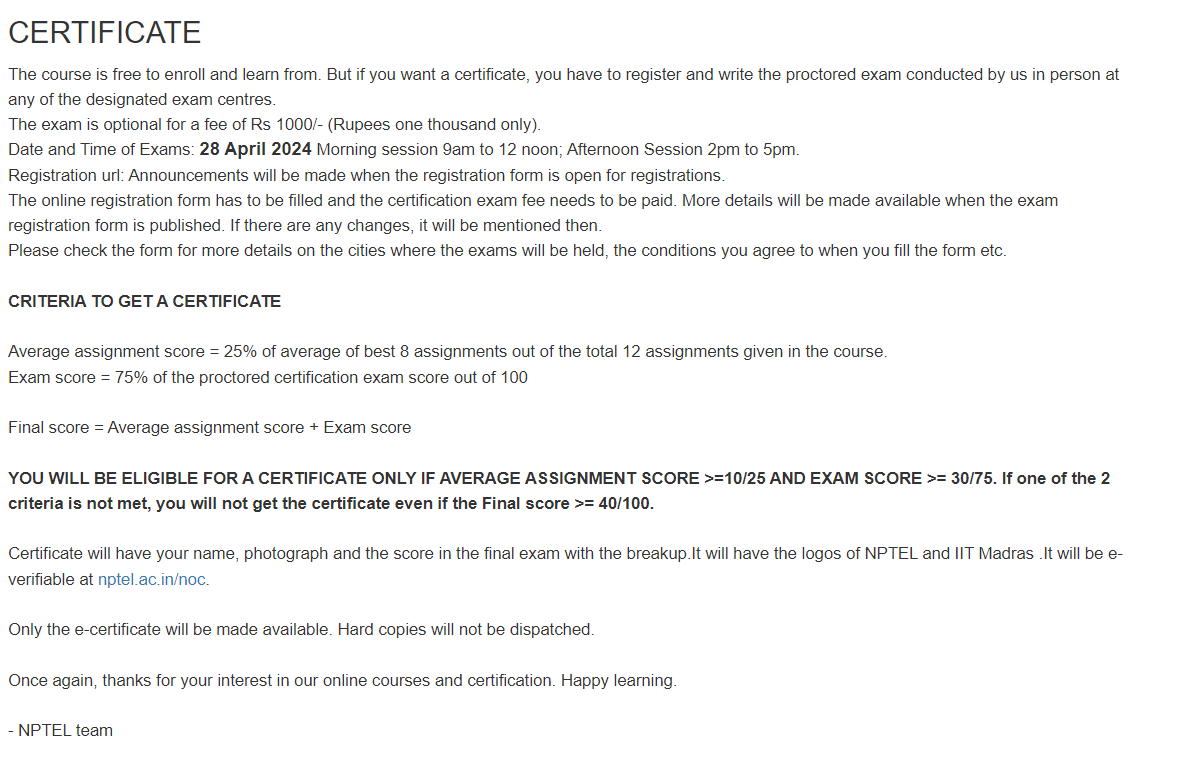 CERTIFICATE
The course is free to enroll and learn from. But if you want a certificate, you have to register and write the proctored exam conducted by us in person at
any of the designated exam centres.
The exam is optional for a fee of Rs 1000/- (Rupees one thousand only).
Date and Time of Exams: 28 April 2024 Morning session 9am to 12 noon; Afternoon Session 2pm to 5pm.
Registration url: Announcements will be made when the registration form is open for registrations.
The online registration form has to be filled and the certification exam fee needs to be paid. More details will be made available when the exam
registration form is published. If there are any changes, it will be mentioned then.
Please check the form for more details on the cities where the exams will be held, the conditions you agree to when you fill the form etc.
CRITERIA TO GET A CERTIFICATE
Average assignment score = 25% of average of best 8 assignments out of the total 12 assignments given in the course.
Exam score = 75% of the proctored certification exam score out of 100
Final score = Average assignment score + Exam score
YOU WILL BE ELIGIBLE FOR A CERTIFICATE ONLY IF AVERAGE ASSIGNMENT SCORE >=10/25 AND EXAM SCORE >= 30/75. If one of the 2
criteria is not met, you will not get the certificate even if the Final score >= 40/100.
Certificate will have your name, photograph and the score in the final exam with the breakup.It will have the logos of NPTEL and IIT Madras .It will be e-
verifiable at nptel.ac.in/noc.
Only the e-certificate will be made available. Hard copies will not be dispatched.
Once again, thanks for your interest in our online courses and certification. Happy learning.
- NPTEL team